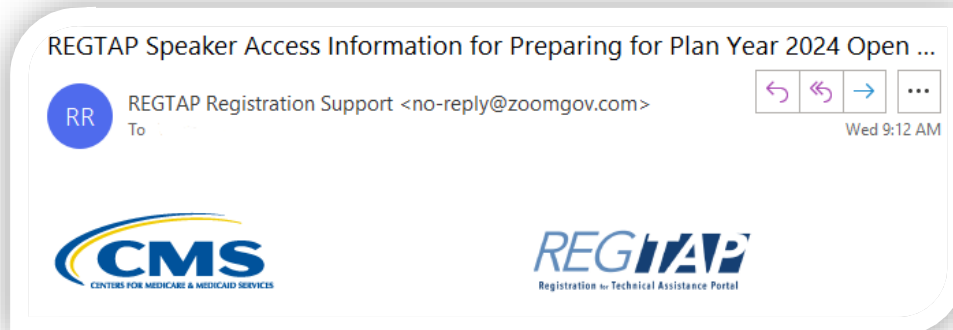 REGTAP Speaker Access Information for Preparing for Plan Year 2024 Open ...
RR
REGTAP Registration Support <no-reply@zoomgov.com>
To
Wed 9:12 AM
CMS
CENTERS FOR MEDICARE & MEDICAID SERVICES
REGTAP
Registration for Technical Assistance Portal